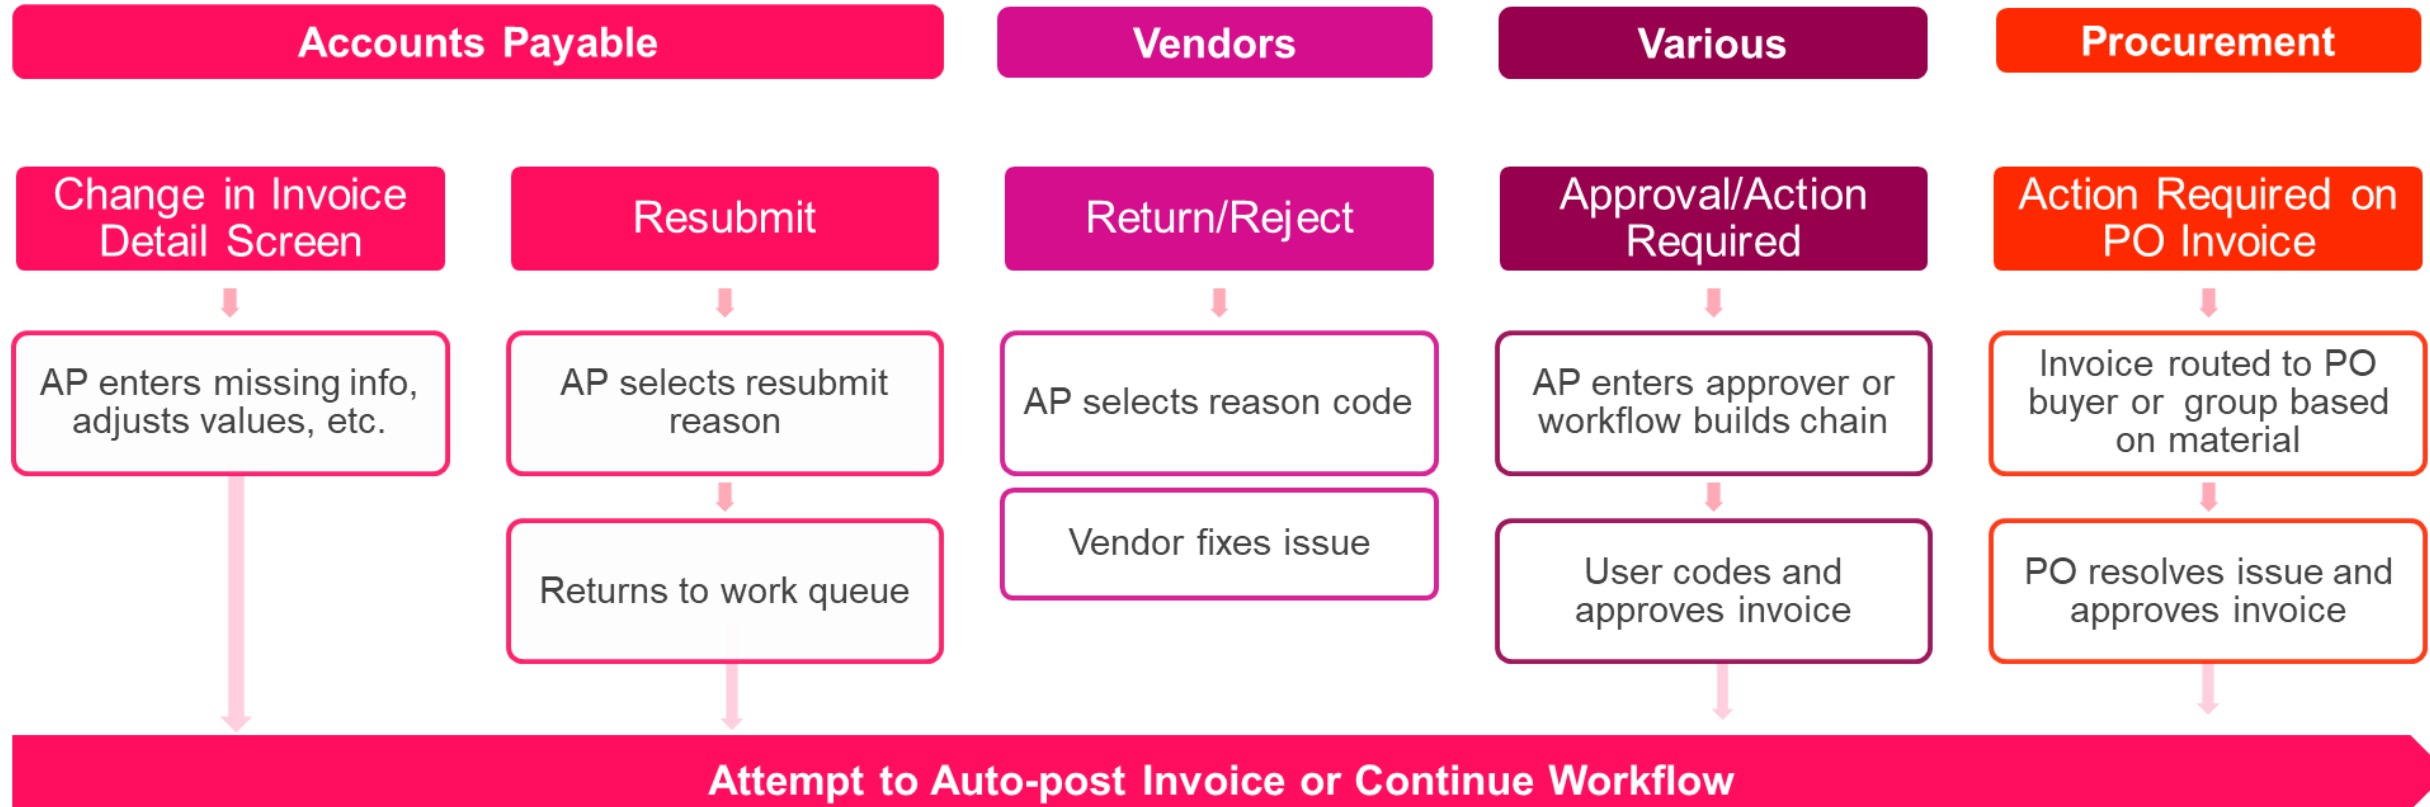 Accounts Payable
Vendors
Various
Procurement
Change in Invoice
Detail Screen
Resubmit
Return/Reject
Approval/Action
Required
Action Required on
PO Invoice
AP enters missing info,
adjusts values, etc.
AP selects resubmit
reason
AP selects reason code
AP enters approver or
workflow builds chain
Invoice routed to PO
buyer or group based
on material
Returns to work queue
Vendor fixes issue
User codes and
approves invoice
PO resolves issue and
approves invoice
Attempt to Auto-post Invoice or Continue Workflow